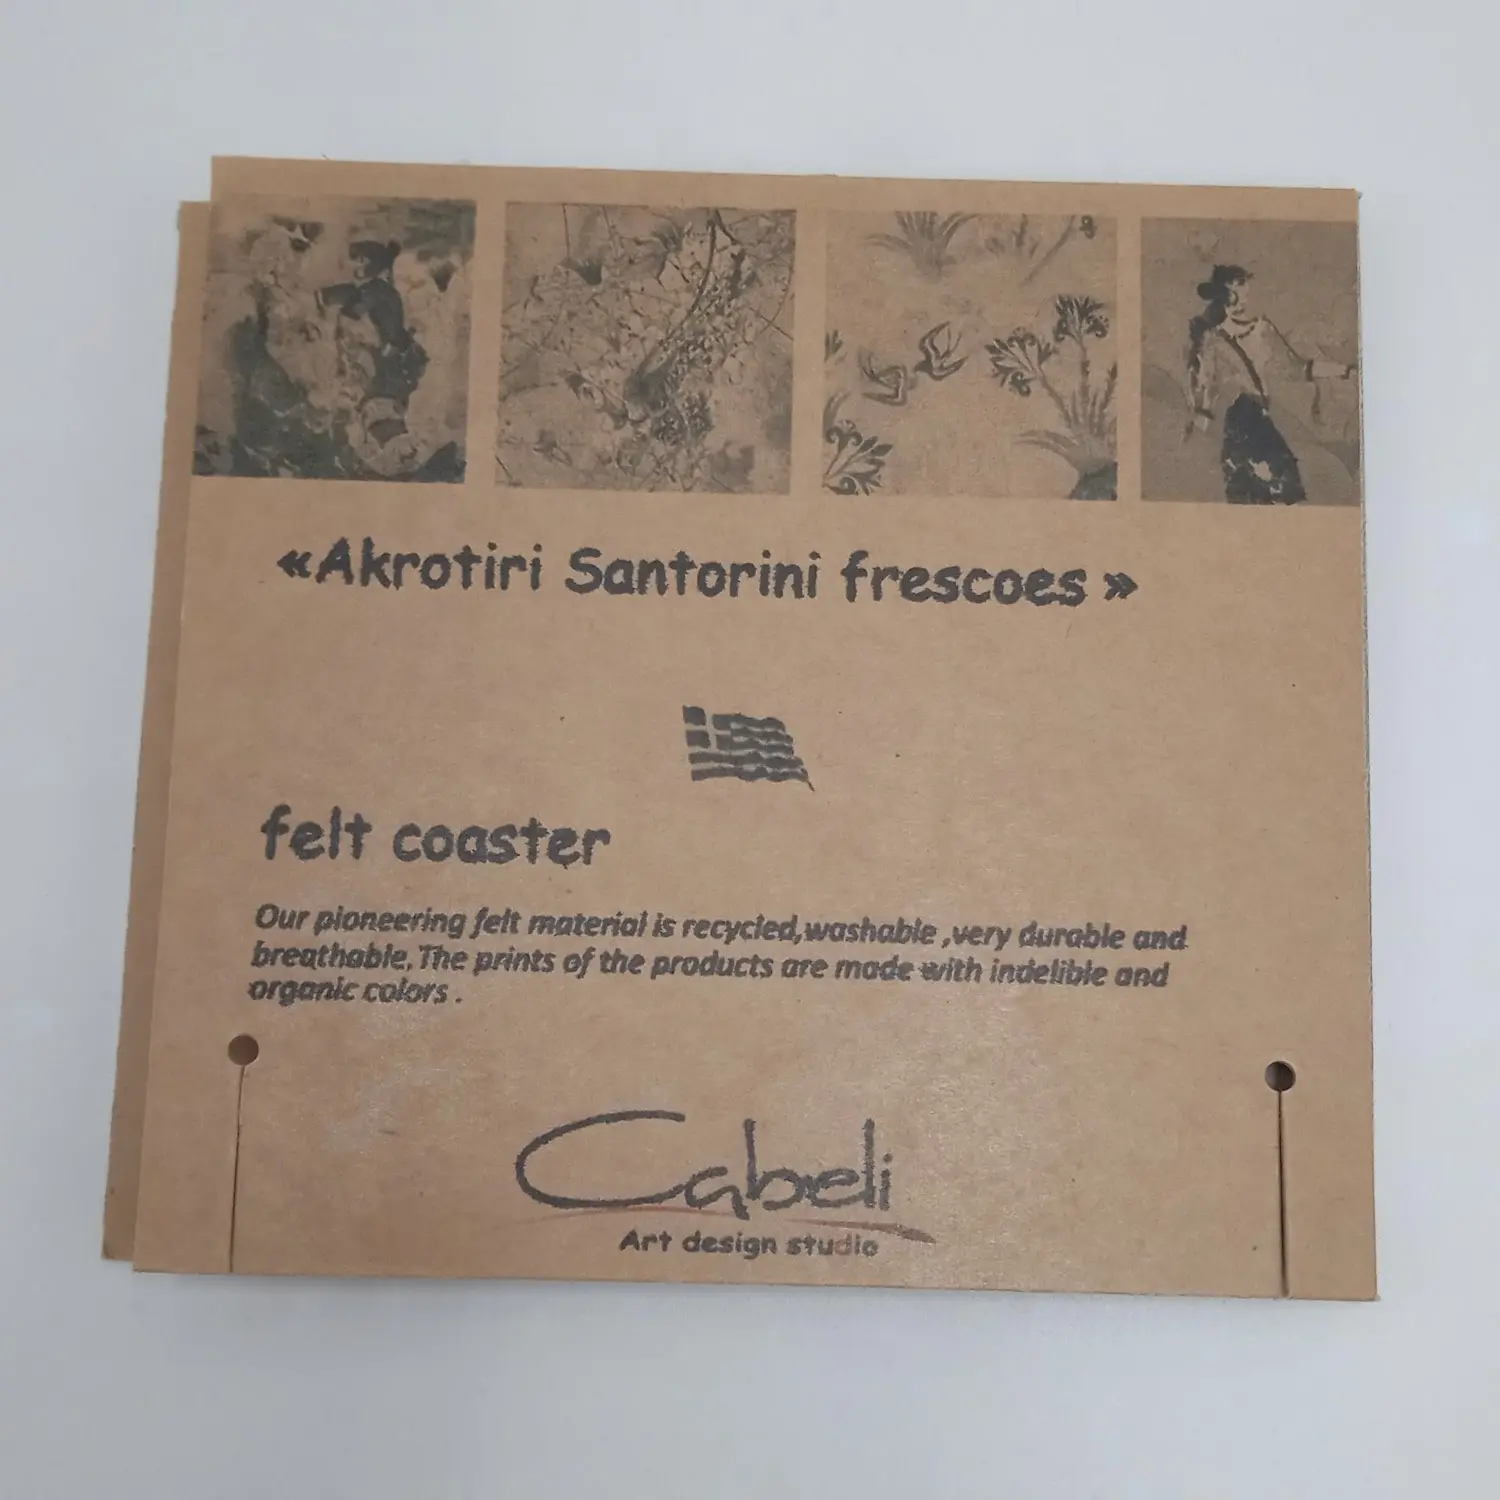 «Akrotiri Santorini frescoes »
felt coaster
Our pioneering felt material is recycled,washable ,very durable and
breathable. The prints of the products are made with indelible and
organic colors .
Cabeli
Art design studio